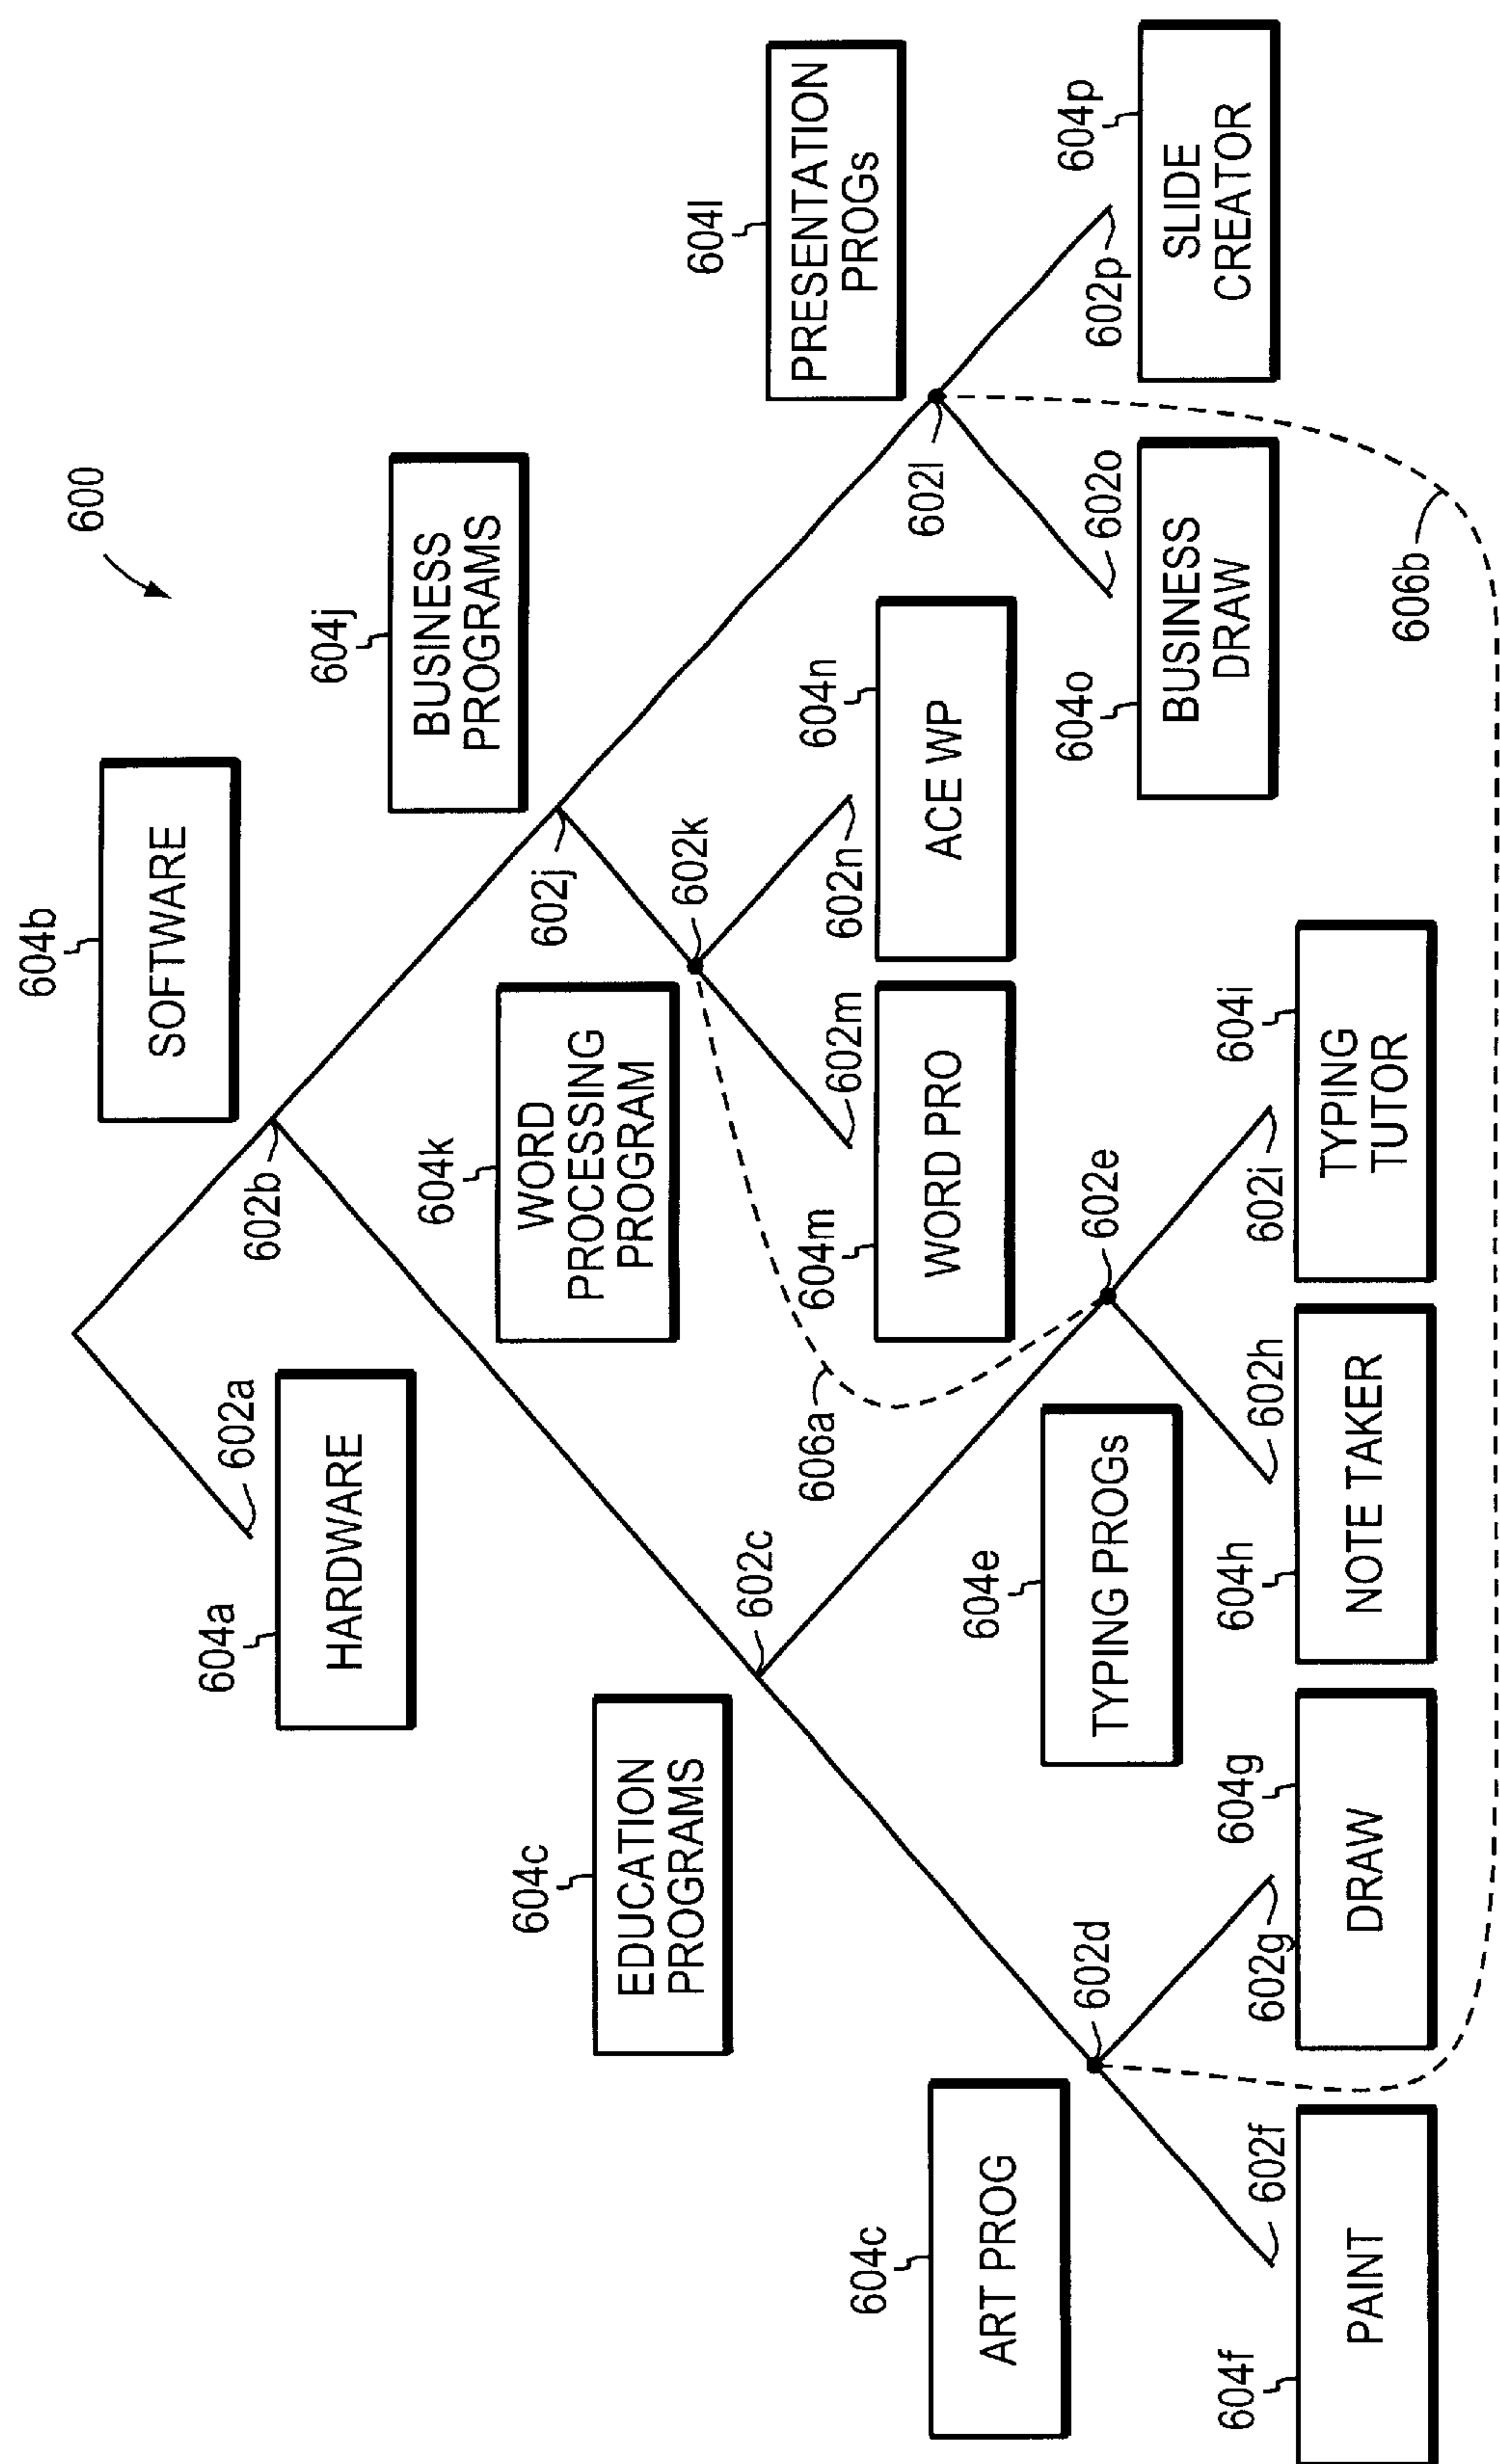 600
604b
SOFTWARE
602b
604a
HARDWARE
602a
604j
BUSINESS
PROGRAMS
602j
604c
EDUCATION
PROGRAMS
602c
604k
WORD
PROCESSING
PROGRAM
602k
604l
PRESENTATION
PROGs
602l
604m
WORD PRO
602m
604n
ACE WP
602n
606a
604c
ART PROG
602d
604e
TYPING PROGs
602e
604o
BUSINESS
DRAW
602o
604p
SLIDE
CREATOR
602p
604f
PAINT
602f
604g
DRAW
602g
604h
NOTE TAKER
602h
604i
TYPING
TUTOR
602i
606b